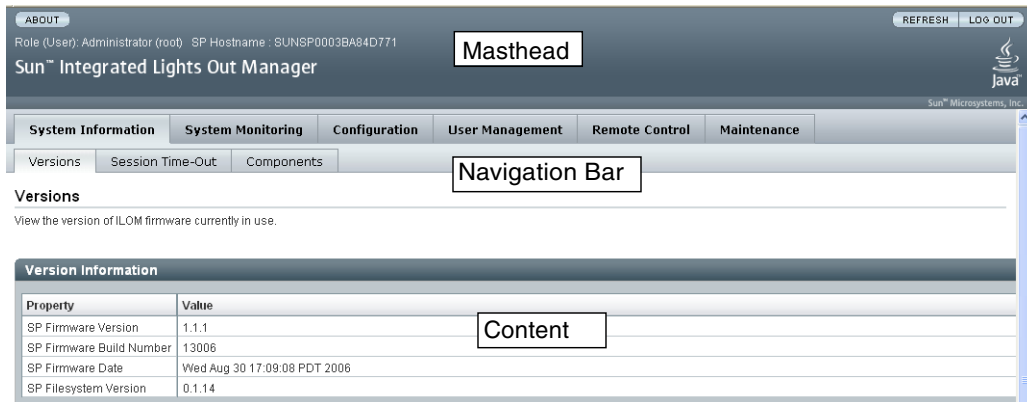 ABOUT
REFRESH LOG OUT
Role (User): Administrator (root) SP Hostname : SUNSP0003BA84D771
Masthead
Sun™ Integrated Lights Out Manager
Java™
Sun™ Microsystems, Inc.
System Information System Monitoring Configuration User Management Remote Control Maintenance
Versions Session Time-Out Components
Navigation Bar
Versions
View the version of ILOM firmware currently in use.
Version Information
Property Value
SP Firmware Version 1.1.1
Content
SP Firmware Build Number 13006
SP Firmware Date Wed Aug 30 17:09:08 PDT 2006
SP Filesystem Version 0.1.14